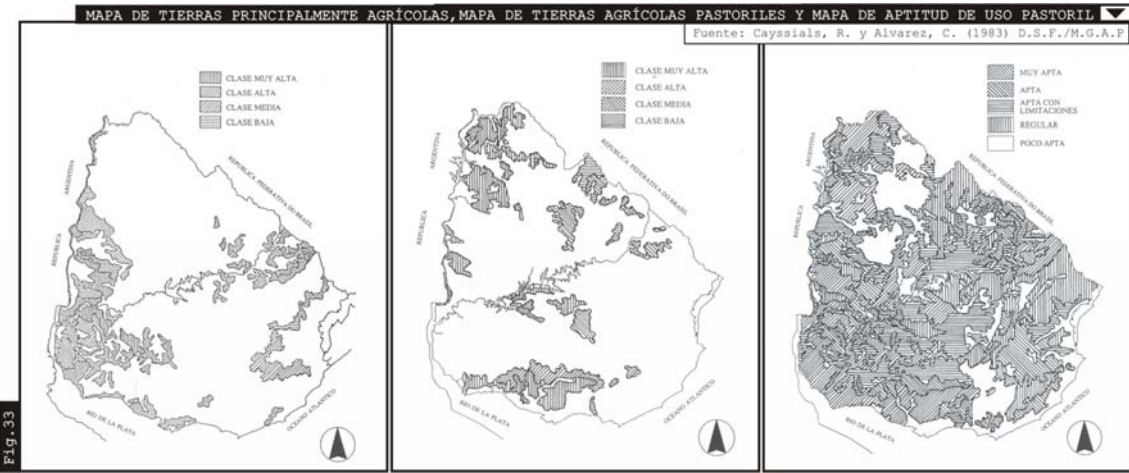 MAPA DE TIERRAS PRINCIPALMENTE AGRÍCOLAS,MAPA DE TIERRAS AGRÍCOLAS PASTORILES Y MAPA DE APTITUD DE USO PASTORIL
Fuente: Cayssials, R. y Alvarez, C. (1983) D.S.F./M.G.A.P
CLASE MUY ALTA
CLASE ALTA
CLASE MEDIA
CLASE BAJA
REPUBLICA
ARGENTINA
REPUBLICA FEDERATIVA DO BRASIL
RIO DE LA PLATA
OCEANO ATLANTICO
CLASE MUY ALTA
CLASE ALTA
CLASE MEDIA
CLASE BAJA
REPUBLICA
ARGENTINA
REPUBLICA FEDERATIVA DO BRASIL
RIO DE LA PLATA
OCEANO ATLANTICO
MUY APTA
APTA
APTA CON
LIMITACIONES
REGULAR
POCO APTA
REPUBLICA
ARGENTINA
REPUBLICA FEDERATIVA DO BRASIL
RIO DE LA PLATA
OCEANO ATLANTICO
Fig.33